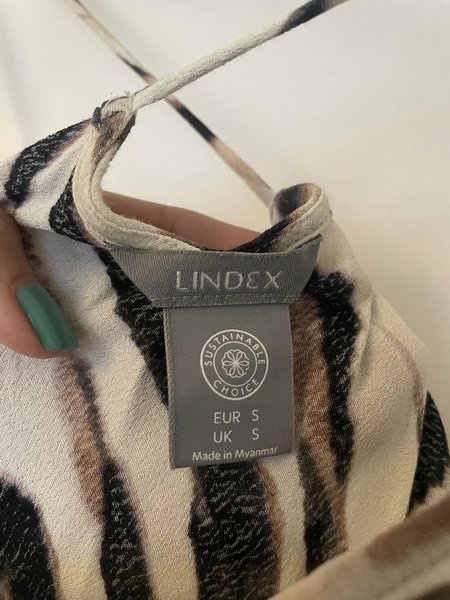 LINDEX
SUSTAINABLE
CHOICE
EUR S
UK S
Made in Myanmar